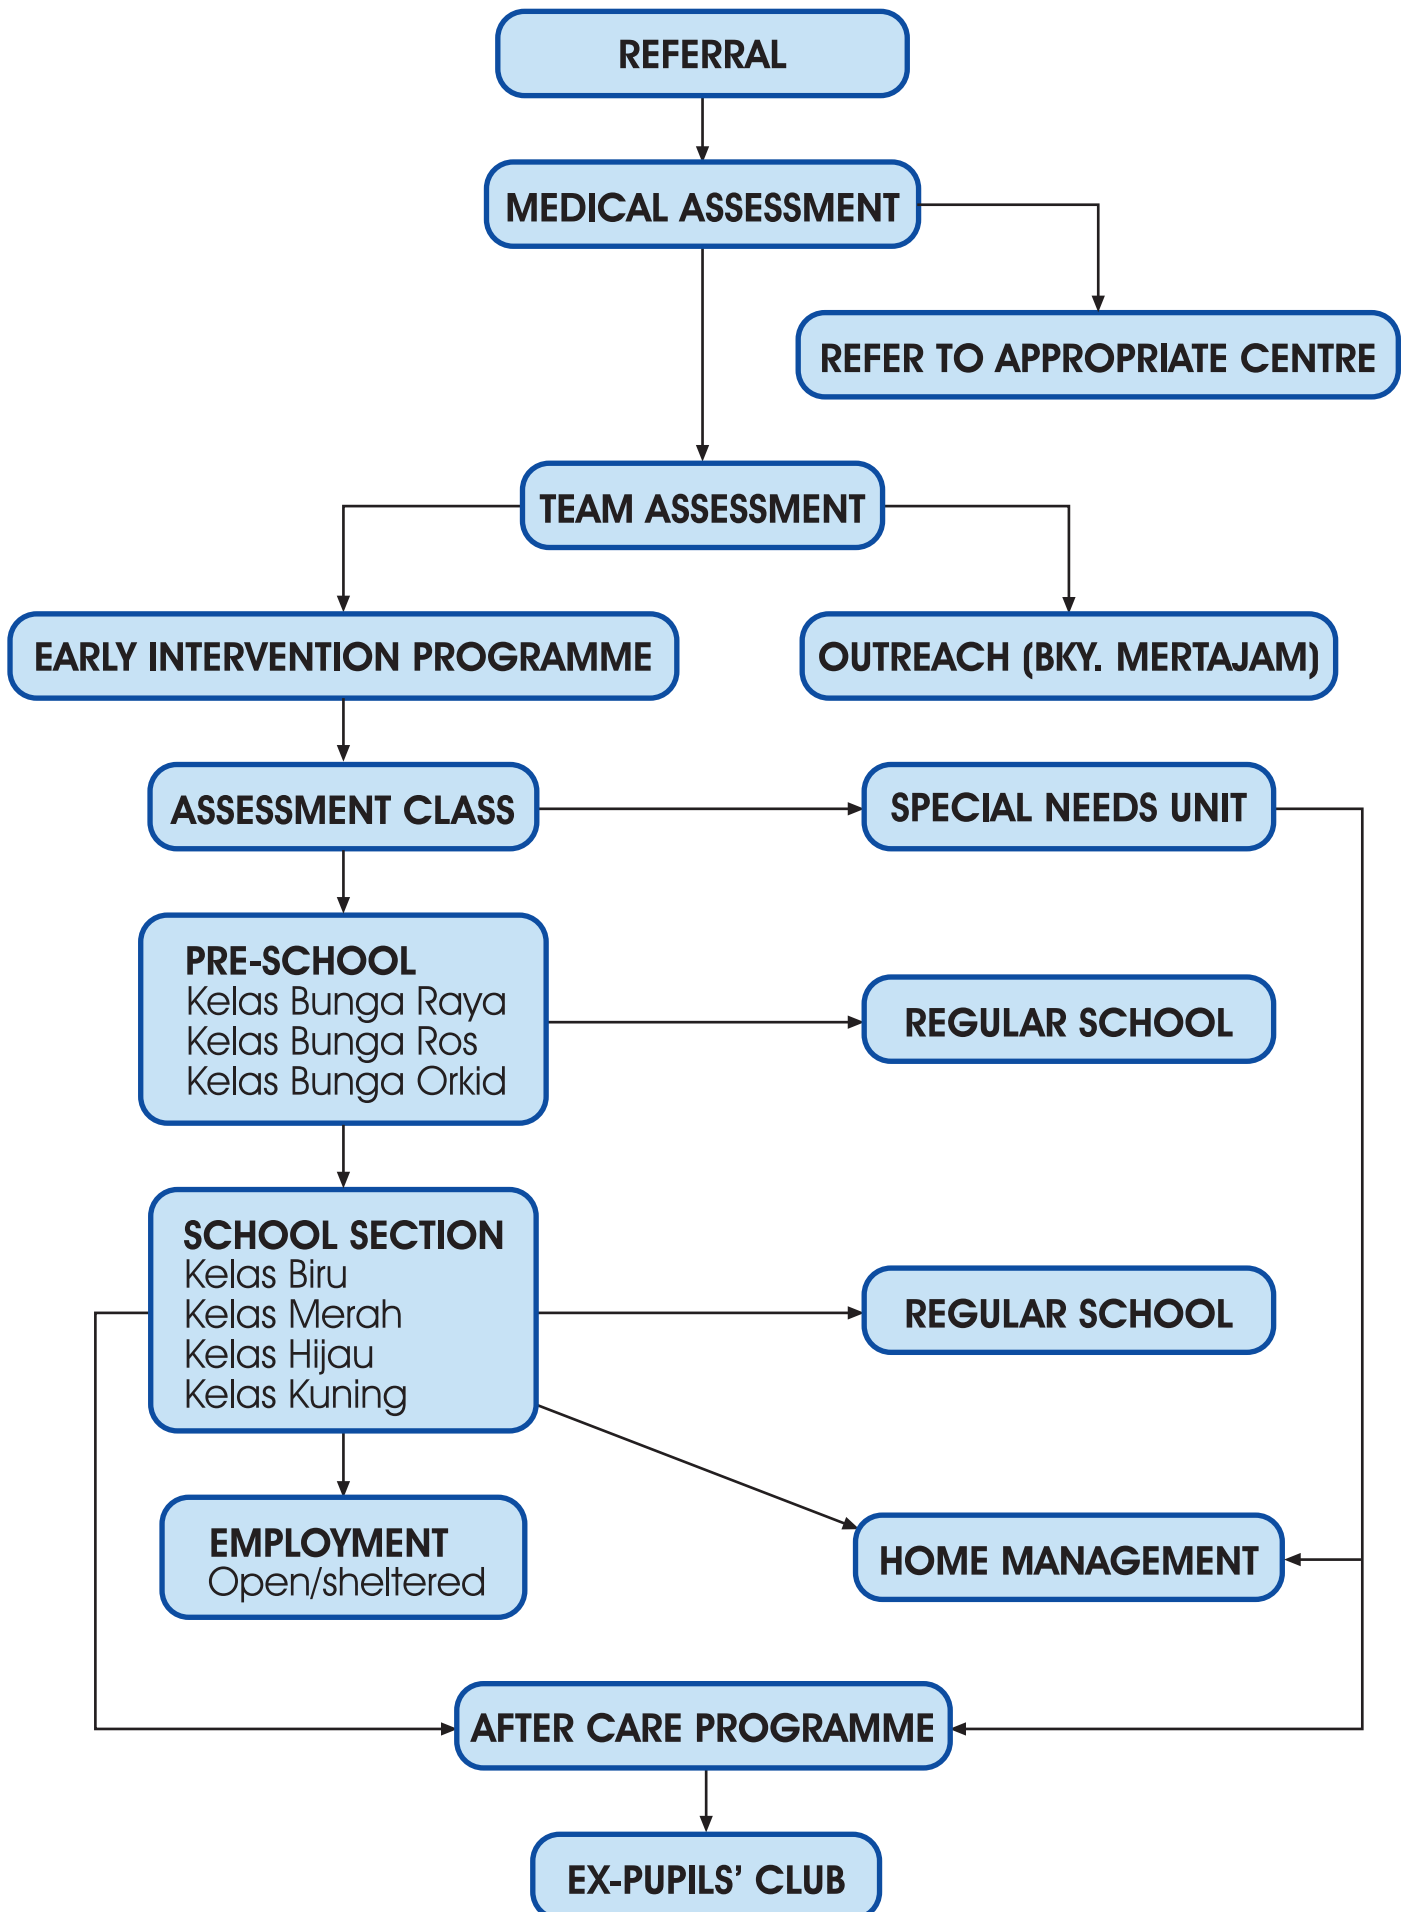 REFERRAL
MEDICAL ASSESSMENT
REFER TO APPROPRIATE CENTRE
TEAM ASSESSMENT
EARLY INTERVENTION PROGRAMME
OUTREACH (BKY. MERTAJAM)
ASSESSMENT CLASS
SPECIAL NEEDS UNIT
PRE-SCHOOL
Kelas Bunga Raya
Kelas Bunga Ros
Kelas Bunga Orkid
REGULAR SCHOOL
SCHOOL SECTION
Kelas Biru
Kelas Merah
Kelas Hijau
Kelas Kuning
REGULAR SCHOOL
EMPLOYMENT
Open/sheltered
HOME MANAGEMENT
AFTER CARE PROGRAMME
EX-PUPILS' CLUB